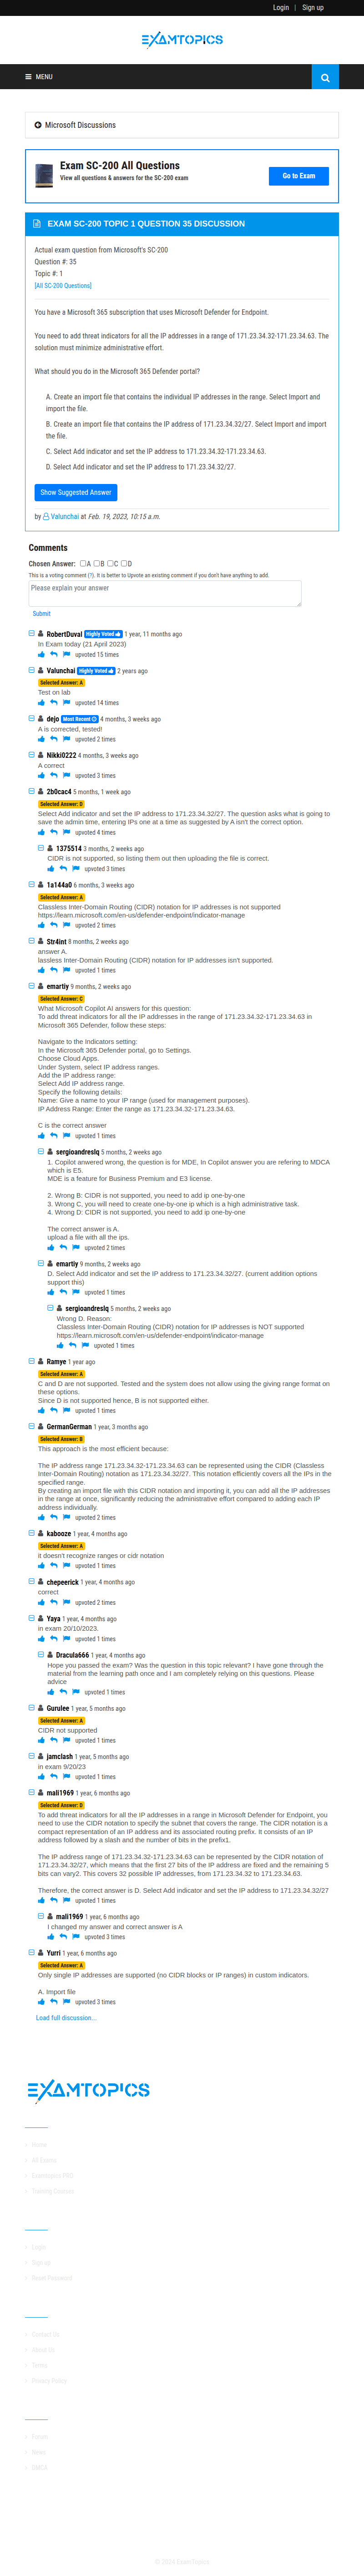 Login | Sign up
EXAMTOPICS
MENU
Microsoft Discussions
Exam SC-200 All Questions
View all questions & answers for the SC-200 exam
Go to Exam
EXAM SC-200 TOPIC 1 QUESTION 35 DISCUSSION
Actual exam question from Microsoft's SC-200
Question #: 35
Topic #: 1
[All SC-200 Questions]
You have a Microsoft 365 subscription that uses Microsoft Defender for Endpoint.
You need to add threat indicators for all the IP addresses in a range of 171.23.34.32-171.23.34.63. The
solution must minimize administrative effort.
What should you do in the Microsoft 365 Defender portal?
A. Create an import file that contains the individual IP addresses in the range. Select Import and
import the file.
B. Create an import file that contains the IP address of 171.23.34.32/27. Select Import and import
the file.
C. Select Add indicator and set the IP address to 171.23.34.32-171.23.34.63.
D. Select Add indicator and set the IP address to 171.23.34.32/27.
Show Suggested Answer
by Valunchai at Feb. 19, 2023, 10:15 a.m.
Comments
Chosen Answer: A B C D
This is a voting comment (?). It is better to Upvote an existing comment if you don't have anything to add.
Please explain your answer
Submit
RobertDuval Highly Voted 1 year, 11 months ago
In Exam today (21 April 2023)
upvoted 15 times
Valunchai Highly Voted 2 years ago
Selected Answer: A
Test on lab
upvoted 14 times
dejo Most Recent 4 months, 3 weeks ago
A is corrected, tested!
upvoted 2 times
Nikki0222 4 months, 3 weeks ago
A correct
upvoted 3 times
2b0cac4 5 months, 1 week ago
Selected Answer: D
Select Add indicator and set the IP address to 171.23.34.32/27. The question asks what is going to
save the admin time, entering IPs one at a time as suggested by A isn't the correct option.
upvoted 4 times
1375514 3 months, 2 weeks ago
CIDR is not supported, so listing them out then uploading the file is correct.
upvoted 3 times
1a144a0 6 months, 3 weeks ago
Selected Answer: A
Classless Inter-Domain Routing (CIDR) notation for IP addresses is not supported
https://learn.microsoft.com/en-us/defender-endpoint/indicator-manage
upvoted 2 times
Str4int 8 months, 2 weeks ago
answer A.
lassless Inter-Domain Routing (CIDR) notation for IP addresses isn't supported.
upvoted 1 times
emartiy 9 months, 2 weeks ago
Selected Answer: C
What Microsoft Copilot AI answers for this question:
To add threat indicators for all the IP addresses in the range of 171.23.34.32-171.23.34.63 in
Microsoft 365 Defender, follow these steps:
Navigate to the Indicators setting:
In the Microsoft 365 Defender portal, go to Settings.
Choose Cloud Apps.
Under System, select IP address ranges.
Add the IP address range:
Select Add IP address range.
Specify the following details:
Name: Give a name to your IP range (used for management purposes).
IP Address Range: Enter the range as 171.23.34.32-171.23.34.63.
C is the correct answer
upvoted 1 times
sergioandreslq 5 months, 2 weeks ago
1. Copilot anwered wrong, the question is for MDE, In Copilot answer you are refering to MDCA
which is E5.
MDE is a feature for Business Premium and E3 license.
2. Wrong B: CIDR is not supported, you need to add ip one-by-one
3. Wrong C, you will need to create one-by-one ip which is a high administrative task.
4. Wrong D: CIDR is not supported, you need to add ip one-by-one
The correct answer is A.
upload a file with all the ips.
upvoted 2 times
emartiy 9 months, 2 weeks ago
D. Select Add indicator and set the IP address to 171.23.34.32/27. (current addition options
support this)
upvoted 1 times
sergioandreslq 5 months, 2 weeks ago
Wrong D. Reason:
Classless Inter-Domain Routing (CIDR) notation for IP addresses is NOT supported
https://learn.microsoft.com/en-us/defender-endpoint/indicator-manage
upvoted 1 times
Ramye 1 year ago
Selected Answer: A
C and D are not supported. Tested and the system does not allow using the giving range format on
these options.
Since D is not supported hence, B is not supported either.
upvoted 1 times
GermanGerman 1 year, 3 months ago
Selected Answer: B
This approach is the most efficient because:
The IP address range 171.23.34.32-171.23.34.63 can be represented using the CIDR (Classless
Inter-Domain Routing) notation as 171.23.34.32/27. This notation efficiently covers all the IPs in the
specified range.
By creating an import file with this CIDR notation and importing it, you can add all the IP addresses
in the range at once, significantly reducing the administrative effort compared to adding each IP
address individually.
upvoted 2 times
kabooze 1 year, 4 months ago
Selected Answer: A
it doesn't recognize ranges or cidr notation
upvoted 1 times
chepeerick 1 year, 4 months ago
correct
upvoted 2 times
Yaya 1 year, 4 months ago
in exam 20/10/2023.
upvoted 1 times
Dracula666 1 year, 4 months ago
Hope you passed the exam? Was the question in this topic relevant? I have gone through the
material from the learning path once and I am completely relying on this questions. Please
advice
upvoted 1 times
Gurulee 1 year, 5 months ago
Selected Answer: A
CIDR not supported
upvoted 1 times
jamclash 1 year, 5 months ago
in exam 9/20/23
upvoted 1 times
mali1969 1 year, 6 months ago
Selected Answer: D
To add threat indicators for all the IP addresses in a range in Microsoft Defender for Endpoint, you
need to use the CIDR notation to specify the subnet that covers the range. The CIDR notation is a
compact representation of an IP address and its associated routing prefix. It consists of an IP
address followed by a slash and the number of bits in the prefix1.
The IP address range of 171.23.34.32-171.23.34.63 can be represented by the CIDR notation of
171.23.34.32/27, which means that the first 27 bits of the IP address are fixed and the remaining 5
bits can vary2. This covers 32 possible IP addresses, from 171.23.34.32 to 171.23.34.63.
Therefore, the correct answer is D. Select Add indicator and set the IP address to 171.23.34.32/27
upvoted 1 times
mali1969 1 year, 6 months ago
I changed my answer and correct answer is A
upvoted 3 times
Yurri 1 year, 6 months ago
Selected Answer: A
Only single IP addresses are supported (no CIDR blocks or IP ranges) in custom indicators.
A. Import file
upvoted 3 times
Load full discussion...
EXAMTOPICS
Home
All Exams
Examtopics PRO
Training Courses
Login
Sign up
Reset Password
Contact Us
About Us
Terms
Privacy Policy
Forum
News
DMCA
© 2024 ExamTopics